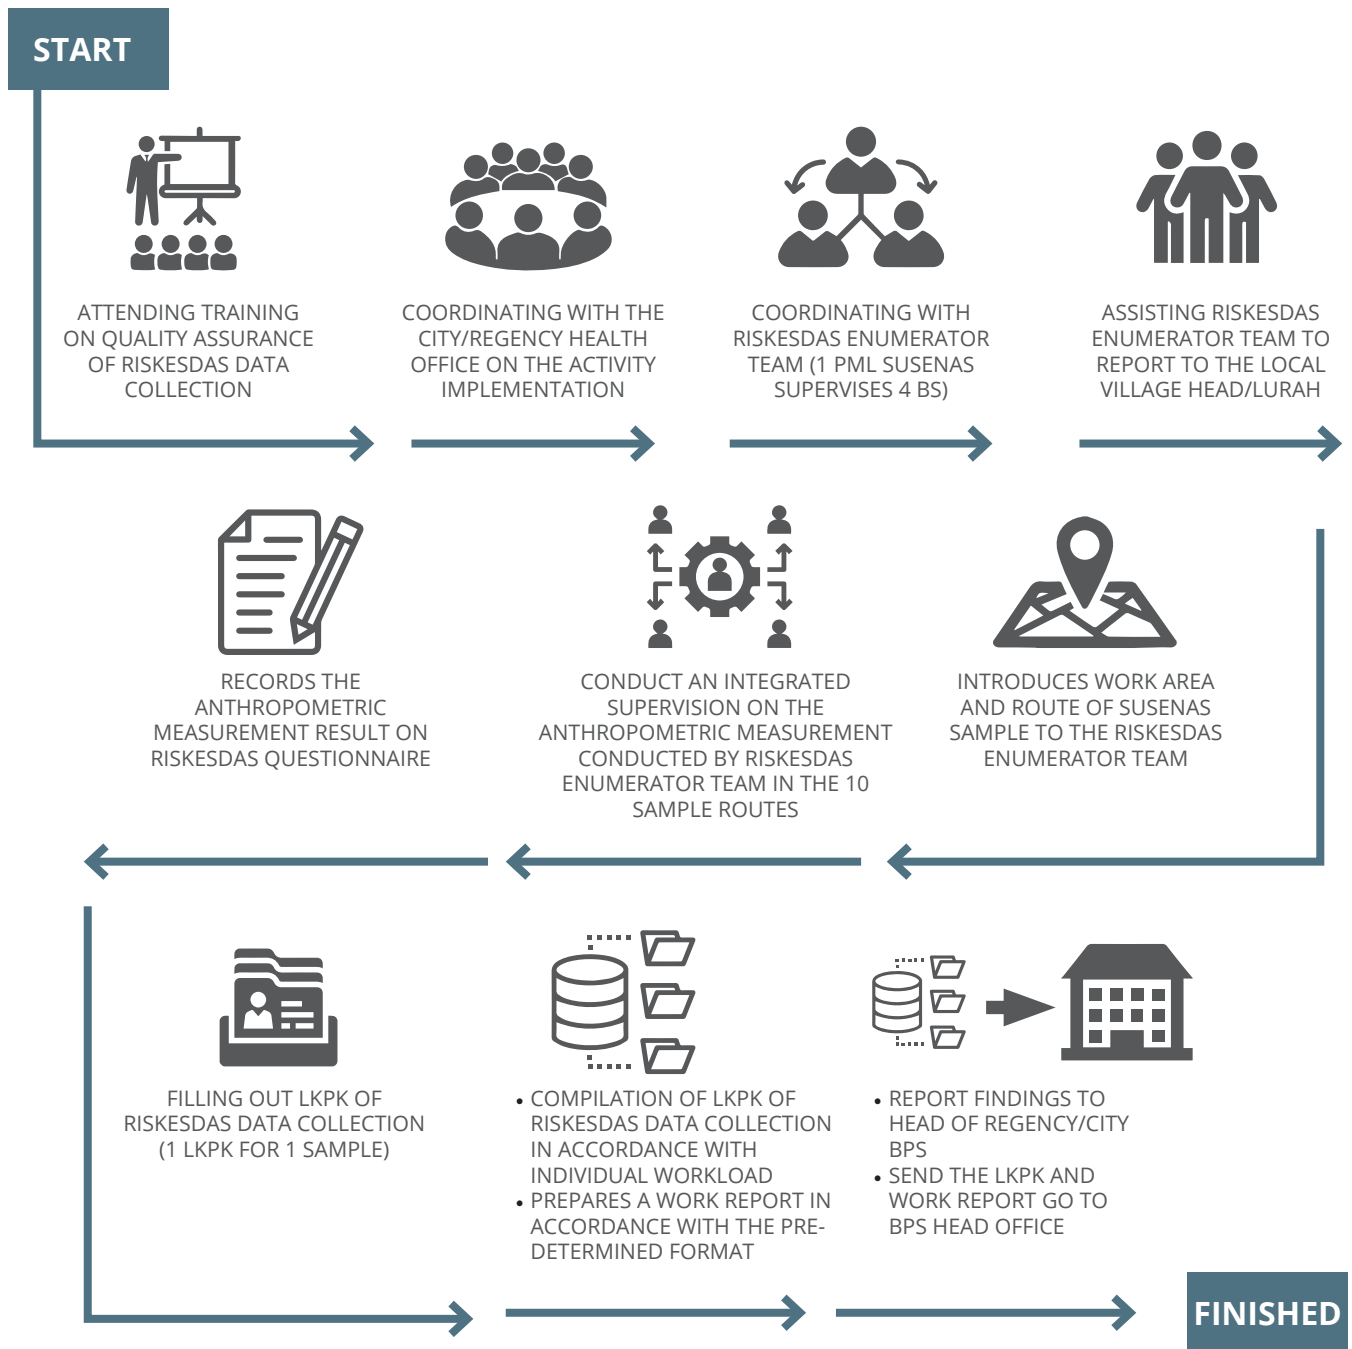 START
ATTENDING TRAINING
ON QUALITY ASSURANCE
OF RISKESDAS DATA
COLLECTION
COORDINATING WITH THE
CITY/REGENCY HEALTH
OFFICE ON THE ACTIVITY
IMPLEMENTATION
COORDINATING WITH
RISKESDAS ENUMERATOR
TEAM (1 PML SUSENAS
SUPERVISES 4 BS)
ASSISTING RISKESDAS
ENUMERATOR TEAM TO
REPORT TO THE LOCAL
VILLAGE HEAD/LURAH
INTRODUCES WORK AREA
AND ROUTE OF SUSENAS
SAMPLE TO THE RISKESDAS
ENUMERATOR TEAM
CONDUCT AN INTEGRATED
SUPERVISION ON THE
ANTHROPOMETRIC MEASUREMENT
CONDUCTED BY RISKESDAS
ENUMERATOR TEAM IN THE 10
SAMPLE ROUTES
RECORDS THE
ANTHROPOMETRIC
MEASUREMENT RESULT ON
RISKESDAS QUESTIONNAIRE
FILLING OUT LKPK OF
RISKESDAS DATA COLLECTION
(1 LKPK FOR 1 SAMPLE)
• COMPILATION OF LKPK OF
RISKESDAS DATA COLLECTION
IN ACCORDANCE WITH
INDIVIDUAL WORKLOAD
• PREPARES A WORK REPORT IN
ACCORDANCE WITH THE PRE-
DETERMINED FORMAT
• REPORT FINDINGS TO
HEAD OF REGENCY/CITY
BPS
• SEND THE LKPK AND
WORK REPORT GO TO
BPS HEAD OFFICE
FINISHED